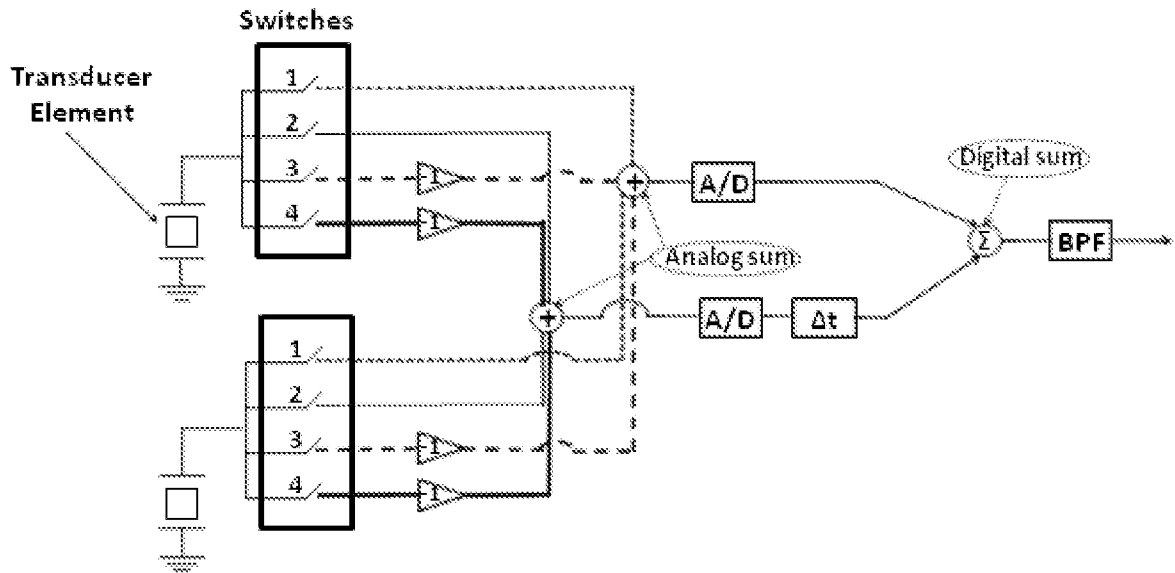 Switches
Transducer
Element
1
2
3
4
-1
-1
+
A/D
Digital sum
Σ
BPF
Analog sum
+
A/D
Δt
1
2
3
4
-1
-1